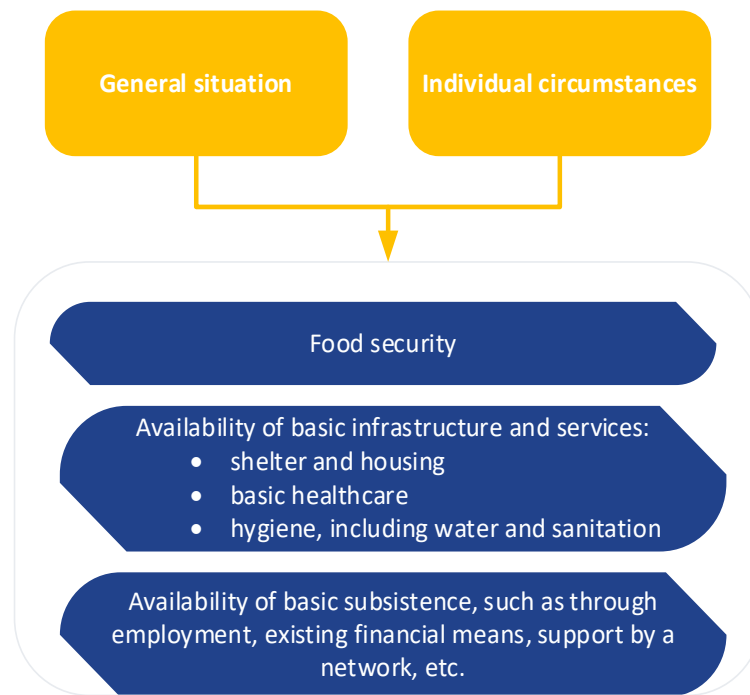 General situation
Individual circumstances
Food security
Availability of basic infrastructure and services:
• shelter and housing
• basic healthcare
• hygiene, including water and sanitation
Availability of basic subsistence, such as through
employment, existing financial means, support by a
network, etc.